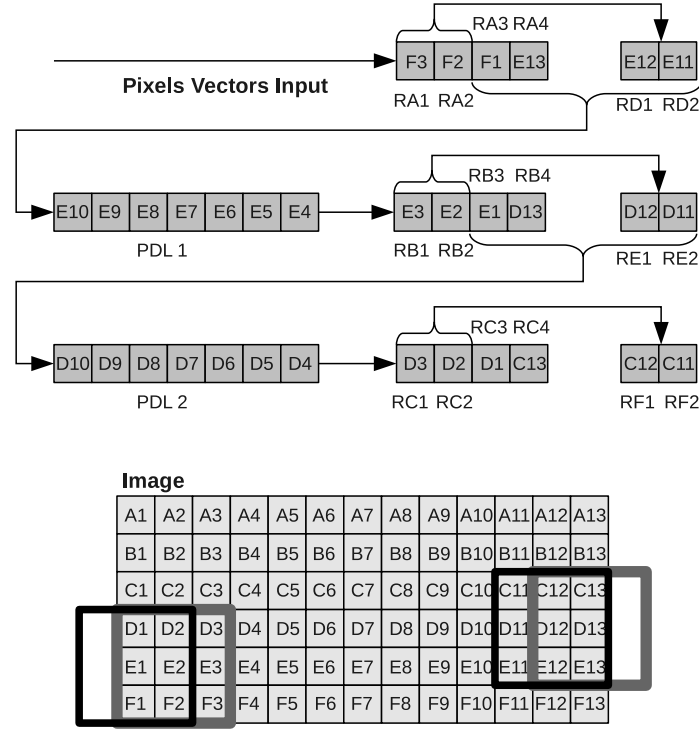 RA3 RA4
F3 F2 F1 E13 E12 E11
Pixels Vectors Input
RA1 RA2 RD1 RD2
RB3 RB4
E10 E9 E8 E7 E6 E5 E4 E3 E2 E1 D13 D12 D11
PDL 1 RB1 RB2 RE1 RE2
RC3 RC4
D10 D9 D8 D7 D6 D5 D4 D3 D2 D1 C13 C12 C11
PDL 2 RC1 RC2 RF1 RF2
Image
A1 A2 A3 A4 A5 A6 A7 A8 A9 A10 A11 A12 A13
B1 B2 B3 B4 B5 B6 B7 B8 B9 B10 B11 B12 B13
C1 C2 C3 C4 C5 C6 C7 C8 C9 C10 C11 C12 C13
D1 D2 D3 D4 D5 D6 D7 D8 D9 D10 D11 D12 D13
E1 E2 E3 E4 E5 E6 E7 E8 E9 E10 E11 E12 E13
F1 F2 F3 F4 F5 F6 F7 F8 F9 F10 F11 F12 F13